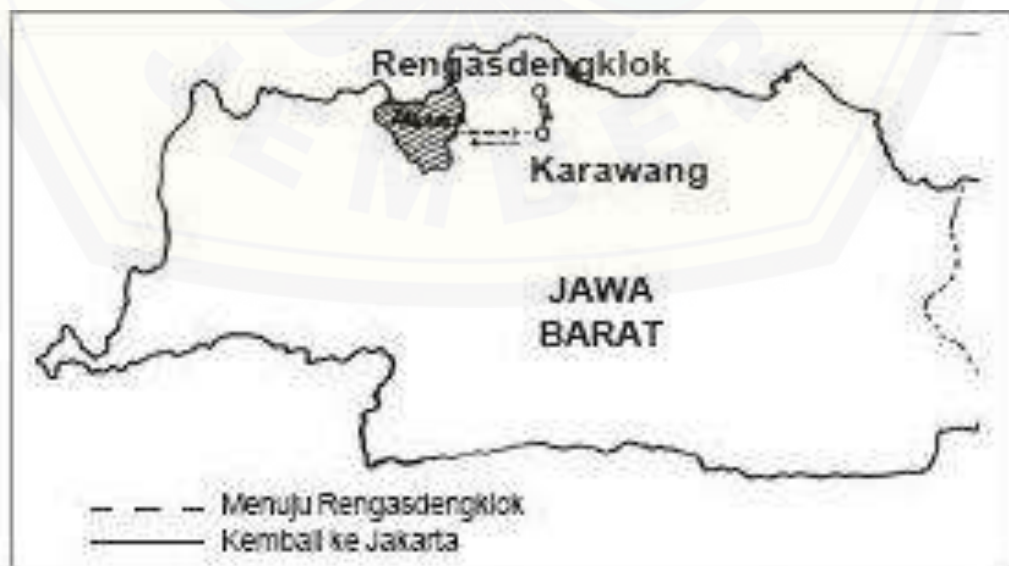 Rengasdengklok
Karawang
JAWA
BARAT
Menuju Rengasdengklok
Kembali ke Jakarta